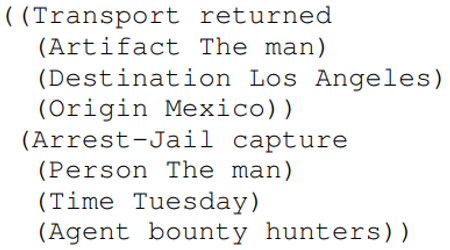 ((Transport returned
(Artifact The man)
(Destination Los Angeles)
(Origin Mexico))
(Arrest-Jail capture
(Person The man)
(Time Tuesday)
(Agent bounty hunters))